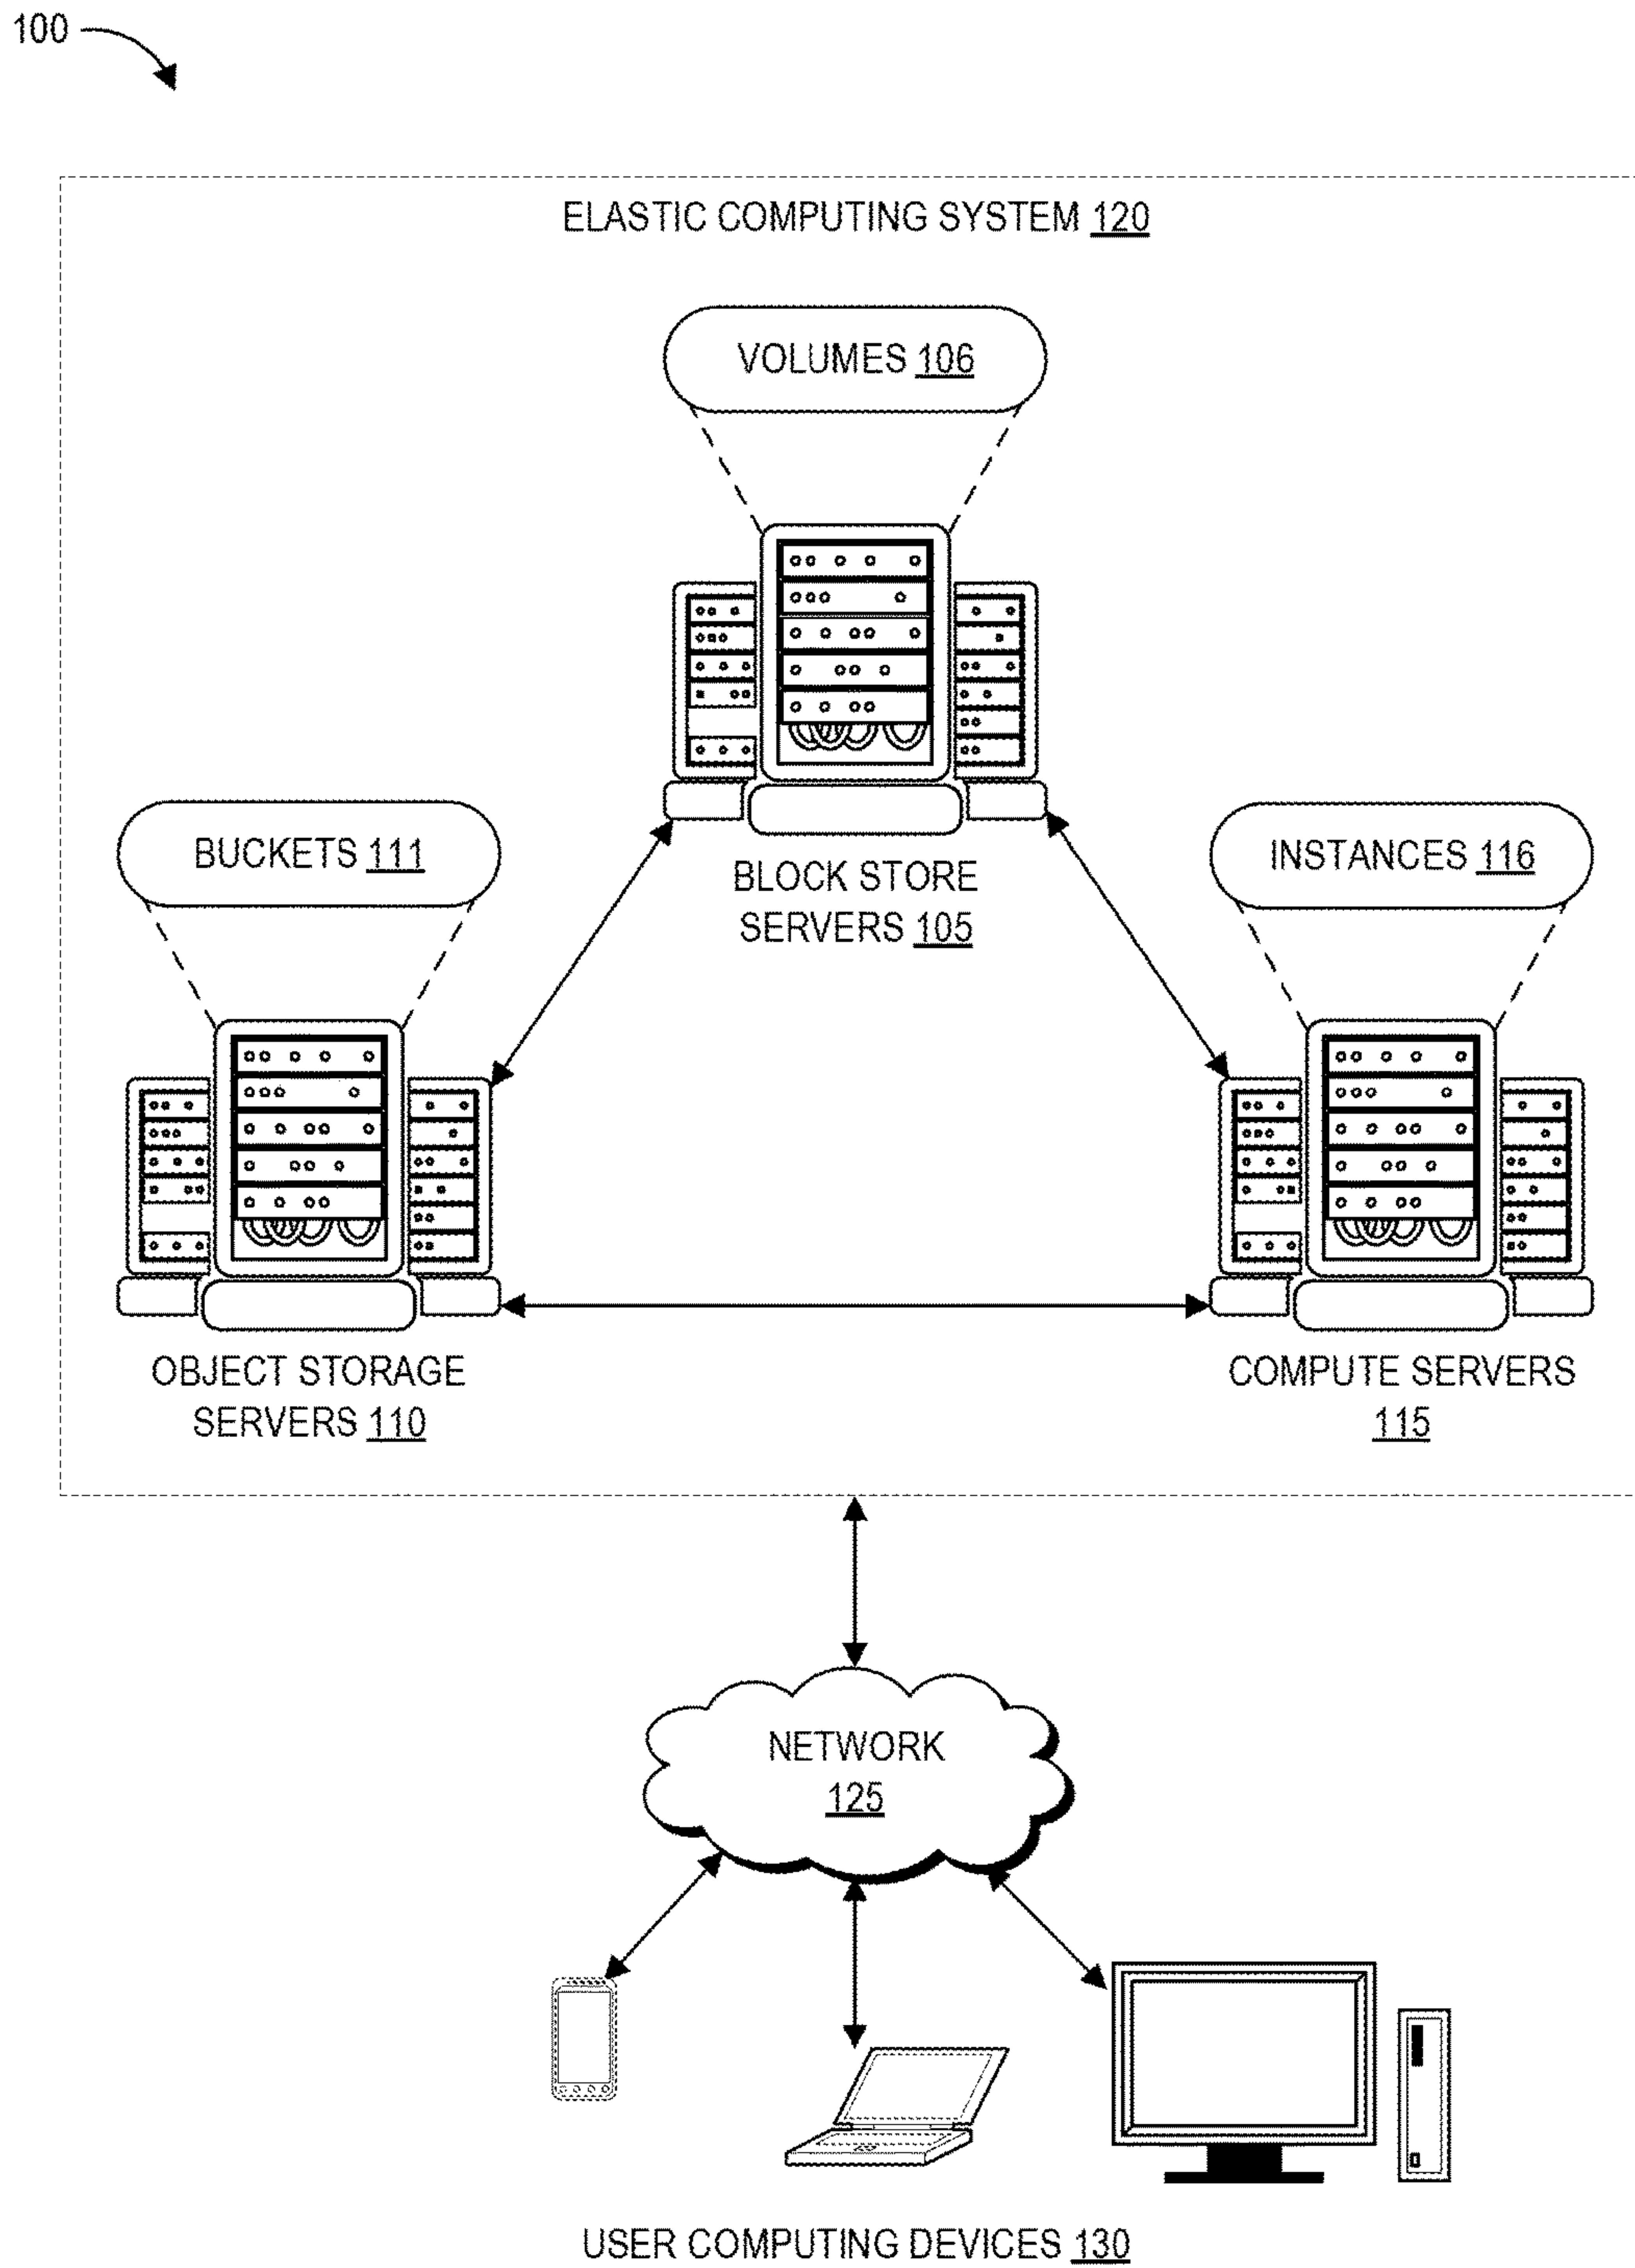 100
ELASTIC COMPUTING SYSTEM 120
VOLUMES 106
BLOCK STORE
SERVERS 105
BUCKETS 111
INSTANCES 116
OBJECT STORAGE
SERVERS 110
COMPUTE SERVERS
115
NETWORK
125
USER COMPUTING DEVICES 130